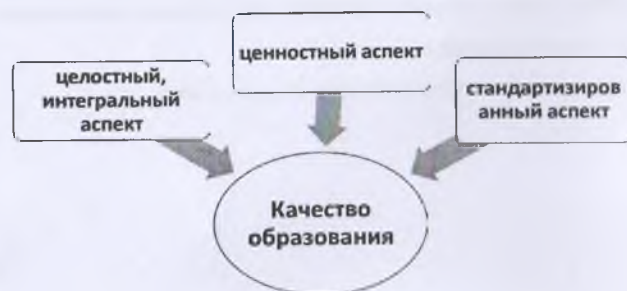 целостный,
интегральный
аспект
ценностный аспект
стандартизиров
анный аспект
Качество
образования